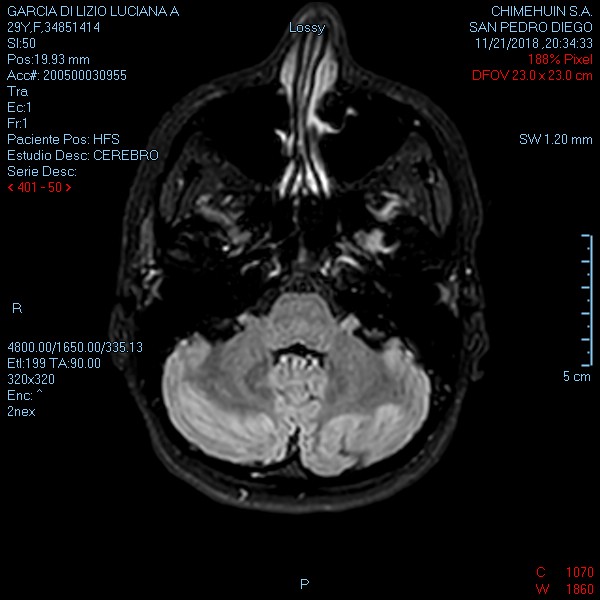 GARCIA DI LIZIO LUCIANA A
29Y,F,34851414
Sl:50
Pos:19.93 mm
Acc#: 200500030955
Tra
Ec:1
Fr:1
Paciente Pos: HFS
Estudio Desc: CEREBRO
Serie Desc:
< 401 - 50 >
Lossy
CHIMEHUIN S.A.
SAN PEDRO DIEGO
11/21/2018 ,20:34:33
188% Pixel
DFOV 23.0 x 23.0 cm
SW 1.20 mm
R
4800.00/1650.00/335.13
Etl:199 TA:90.00
320x320
Enc: ^
2nex
5 cm
P
C 1070
W 1860